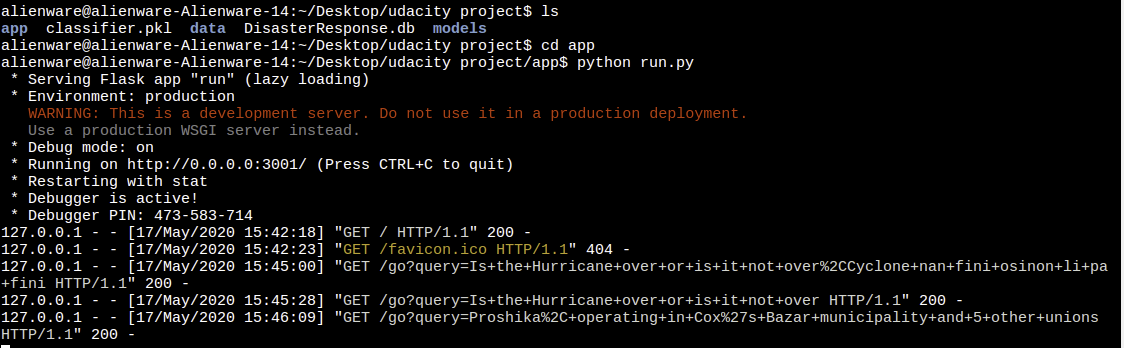 alienware@alienware-Alienware-14:~/Desktop/udacity project$ ls
app  classifier.pkl  data  DisasterResponse.db  models
alienware@alienware-Alienware-14:~/Desktop/udacity project$ cd app
alienware@alienware-Alienware-14:~/Desktop/udacity project/app$ python run.py
 * Serving Flask app "run" (lazy loading)
 * Environment: production
   WARNING: This is a development server. Do not use it in a production deployment.
   Use a production WSGI server instead.
 * Debug mode: on
 * Running on http://0.0.0.0:3001/ (Press CTRL+C to quit)
 * Restarting with stat
 * Debugger is active!
 * Debugger PIN: 473-583-714
127.0.0.1 - - [17/May/2020 15:42:18] "GET / HTTP/1.1" 200 -
127.0.0.1 - - [17/May/2020 15:42:23] "GET /favicon.ico HTTP/1.1" 404 -
127.0.0.1 - - [17/May/2020 15:45:00] "GET /go?query=Is+the+Hurricane+over+or+is+it+not+over%2CCyclone+nan+fini+osinon+li+pa
+fini HTTP/1.1" 200 -
127.0.0.1 - - [17/May/2020 15:45:28] "GET /go?query=Is+the+Hurricane+over+or+is+it+not+over HTTP/1.1" 200 -
127.0.0.1 - - [17/May/2020 15:46:09] "GET /go?query=Proshika%2C+operating+in+Cox%27s+Bazar+municipality+and+5+other+unions
HTTP/1.1" 200 -